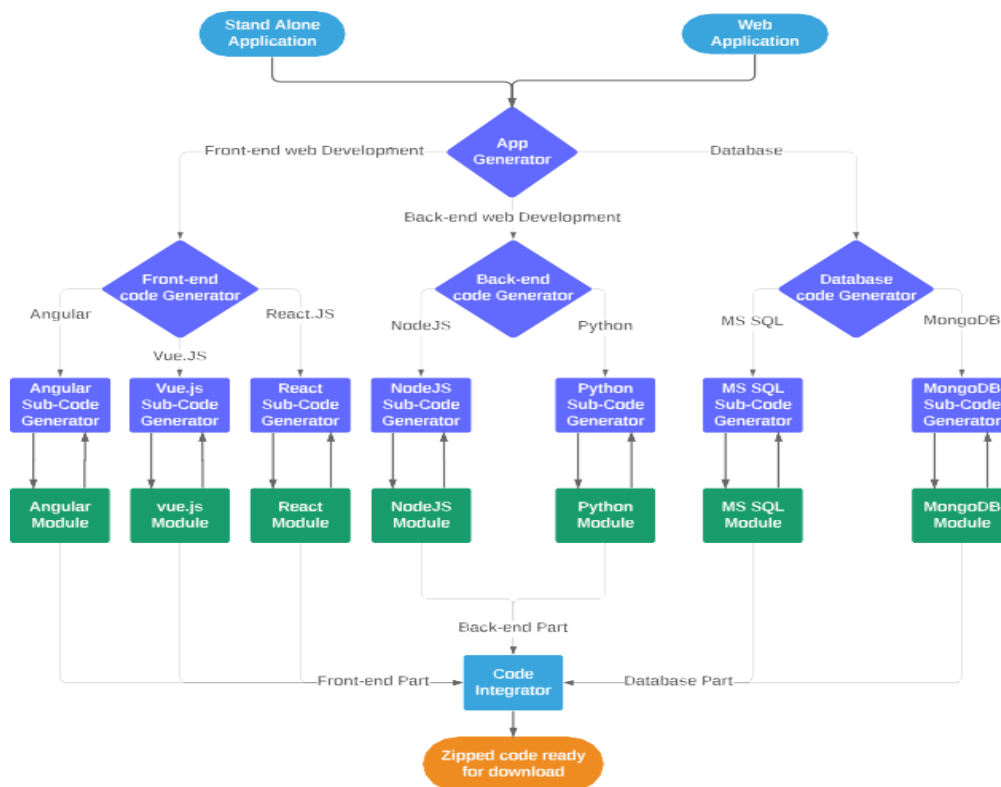 Stand Alone
Application
Web
Application
App
Generator
Front-end web Development
Database
Back-end web Development
Front-end
code Generator
Back-end
code Generator
Database
code Generator
Angular
Vue.JS
React.JS
NodeJS
Python
MS SQL
MongoDB
Angular
Sub-Code
Generator
Vue.js
Sub-Code
Generator
React
Sub-Code
Generator
NodeJS
Sub-Code
Generator
Python
Sub-Code
Generator
MS SQL
Sub-Code
Generator
MongoDB
Sub-Code
Generator
Angular
Module
vue.js
Module
React
Module
NodeJS
Module
Python
Module
MS SQL
Module
MongoDB
Module
Back-end Part
Front-end Part
Code
Integrator
Database Part
Zipped code ready
for download